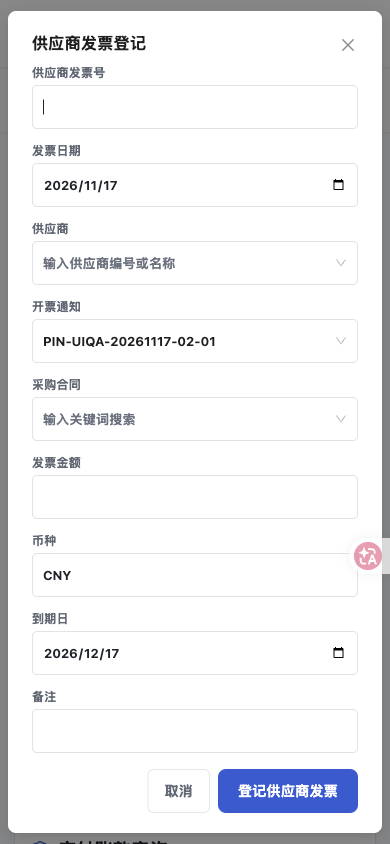 供应商发票登记
供应商发票号
发票日期
2026/11/17
供应商
输入供应商编号或名称
开票通知
PIN-UIQA-20261117-02-01
采购合同
输入关键词搜索
发票金额
币种
CNY
到期日
2026/12/17
备注
取消
登记供应商发票